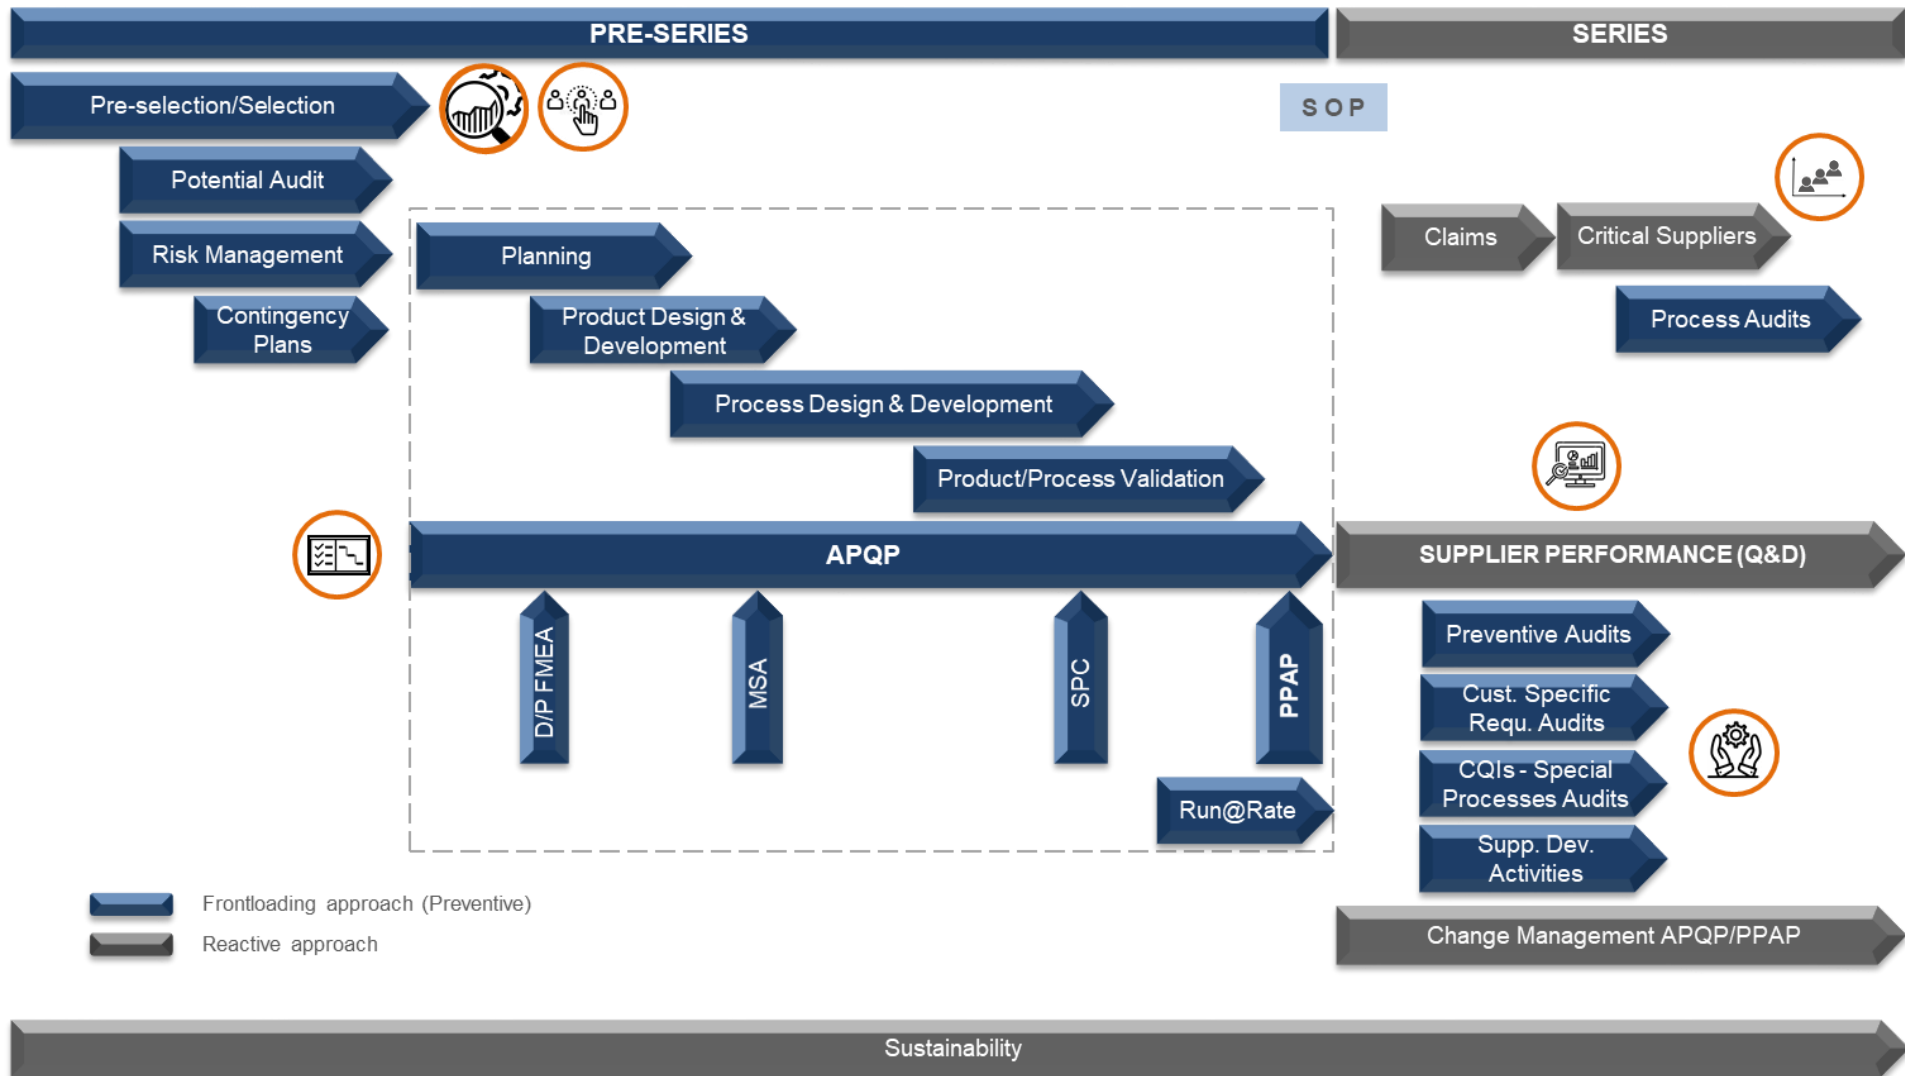 PRE-SERIES
SERIES
Pre-selection/Selection
SOP
Potential Audit
Risk Management
Contingency
Plans
Planning
Product Design &
Development
Process Design & Development
Product/Process Validation
Claims
Critical Suppliers
Process Audits
APQP
SUPPLIER PERFORMANCE (Q&D)
D/P FMEA
MSA
SPC
PPAP
Run@Rate
Preventive Audits
Cust. Specific
Requ. Audits
CQIs - Special
Processes Audits
Supp. Dev.
Activities
Frontloading approach (Preventive)
Reactive approach
Change Management APQP/PPAP
Sustainability